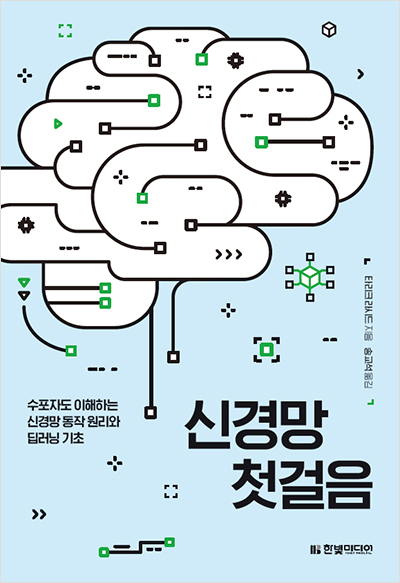 타리크 라시드 지음 송교석 옮김
수포자도 이해하는
신경망 동작 원리와
딥러닝 기초
신경망
첫걸음
한빛미디어